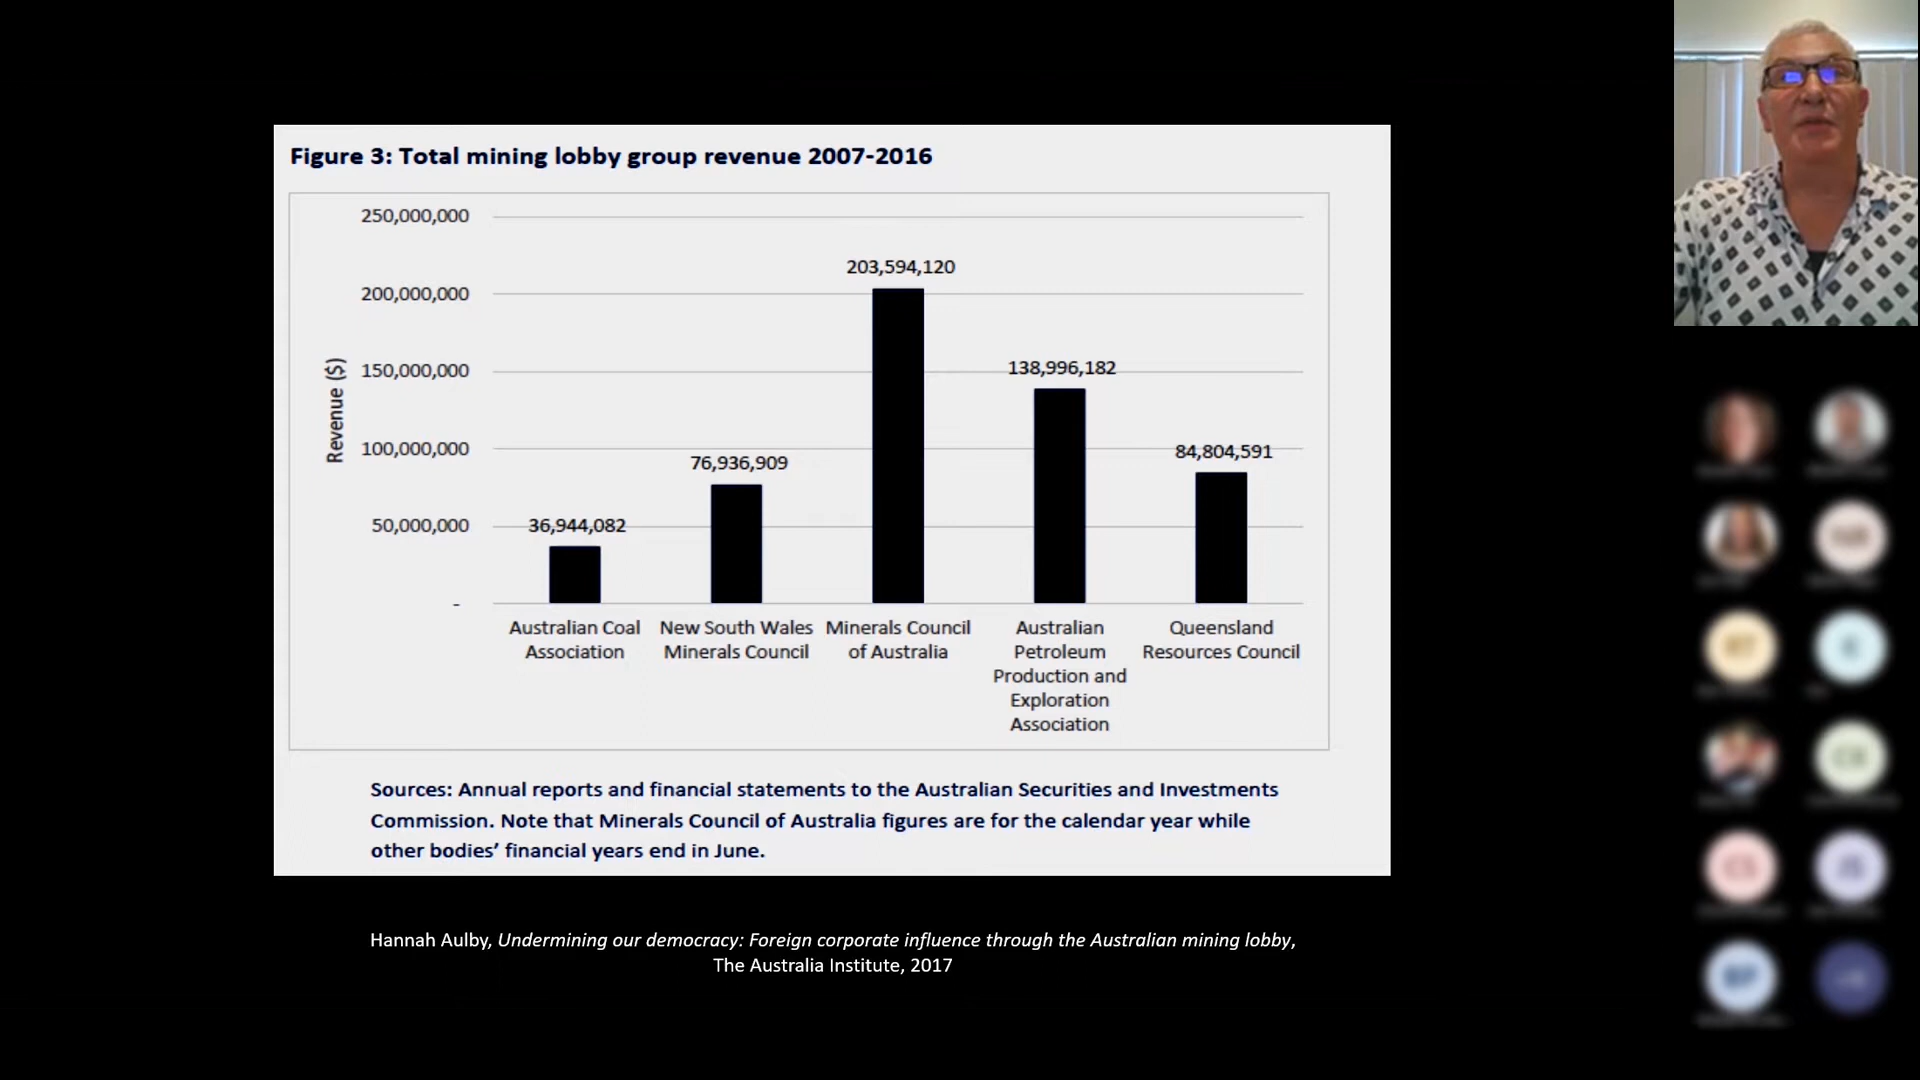 Figure 3: Total mining lobby group revenue 2007-2016
250,000,000
200,000,000
150,000,000
100,000,000
50,000,000
-
Revenue ($)
36,944,082
76,936,909
203,594,120
138,996,182
84,804,591
Australian Coal
Association
New South Wales
Minerals Council
Minerals Council
of Australia
Australian
Petroleum
Production and
Exploration
Association
Queensland
Resources Council
Sources: Annual reports and financial statements to the Australian Securities and Investments
Commission. Note that Minerals Council of Australia figures are for the calendar year while
other bodies’ financial years end in June.
Hannah Aulby, Undermining our democracy: Foreign corporate influence through the Australian mining lobby,
The Australia Institute, 2017